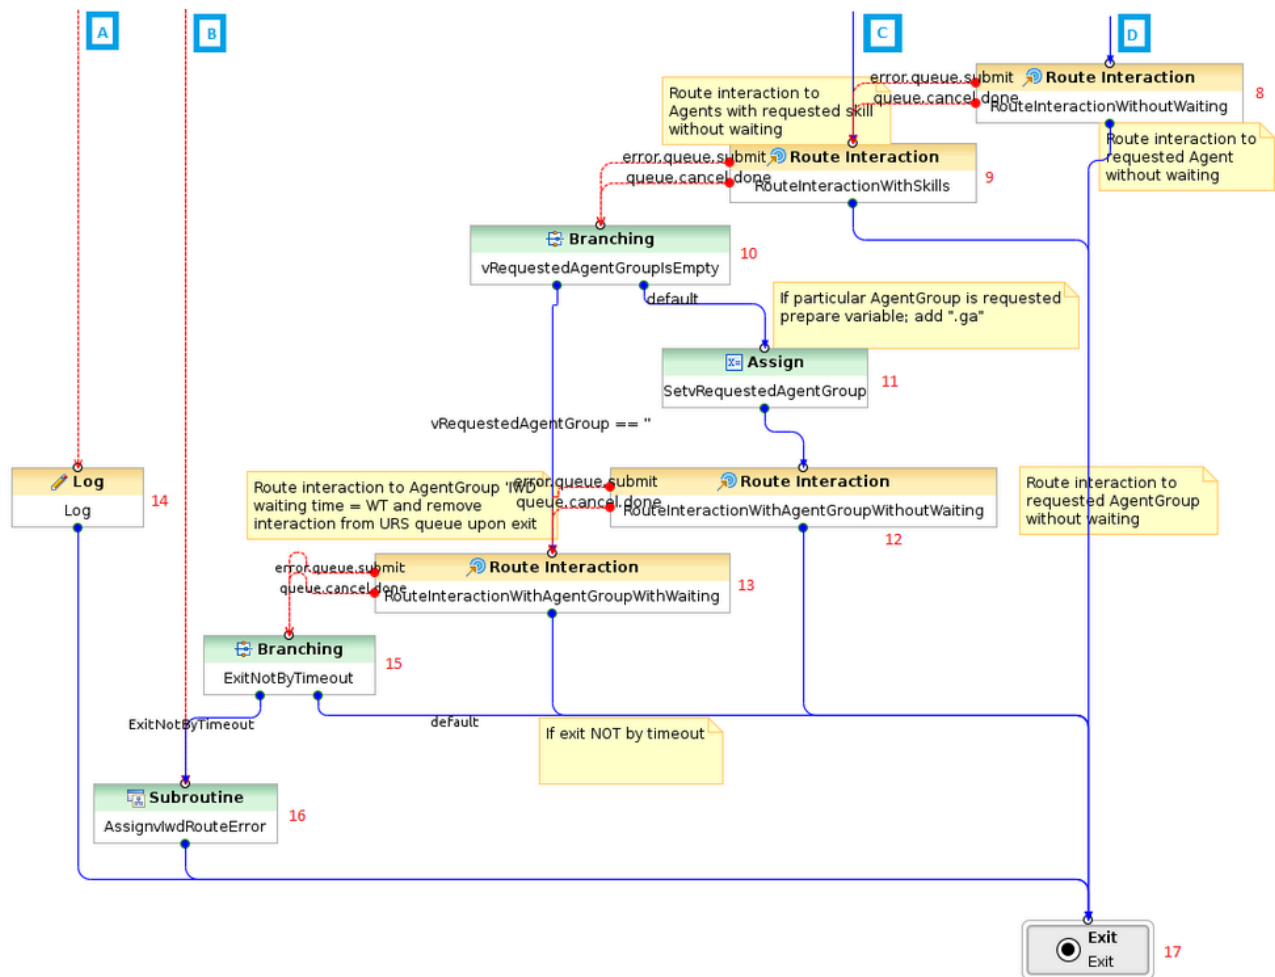 A
B
C
D
error.queue.submit
queue.cancel.done
Route Interaction
RouteInteractionWithoutWaiting
8
Route interaction to
Agents with requested skill
without waiting
Route interaction to
requested Agent
without waiting
error.queue.submit
queue.cancel.done
Route Interaction
RouteInteractionWithSkills
9
Branching
vRequestedAgentGroupIsEmpty
10
default
If particular AgentGroup is requested
prepare variable; add ".ga"
Assign
SetvRequestedAgentGroup
11
vRequestedAgentGroup == ''
Log
Log
14
Route interaction to AgentGroup 'IWD
waiting time = WT and remove
interaction from URS queue upon exit
error.queue.submit
queue.cancel.done
Route Interaction
RouteInteractionWithAgentGroupWithoutWaiting
12
Route interaction to
requested AgentGroup
without waiting
error.queue.submit
queue.cancel.done
Route Interaction
RouteInteractionWithAgentGroupWithWaiting
13
Branching
ExitNotByTimeout
15
ExitNotByTimeout
default
If exit NOT by timeout
Subroutine
AssignvIwdRouteError
16
Exit
Exit
17